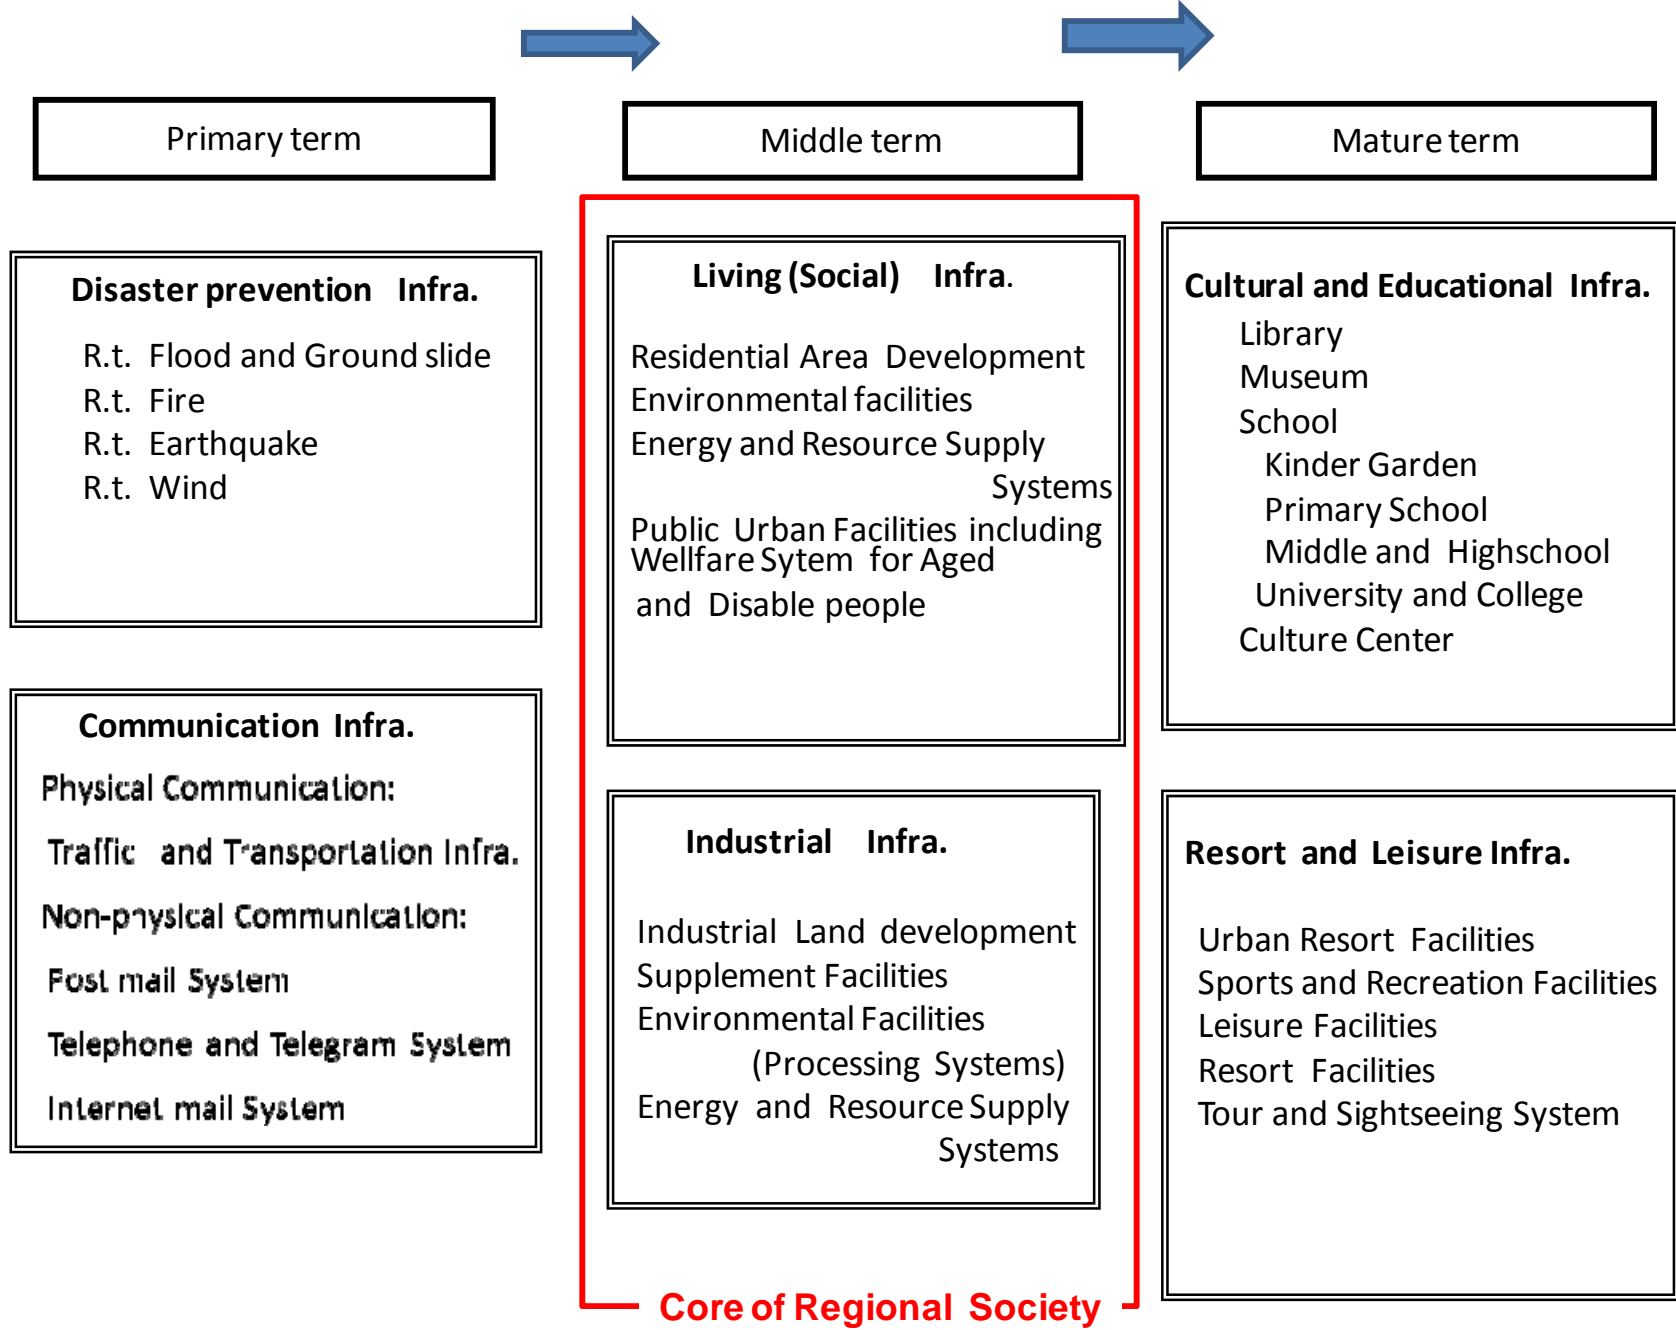 Primary term
Middle term
Mature term
Disaster prevention Infra.
R.t. Flood and Ground slide
R.t. Fire
R.t. Earthquake
R.t. Wind
Communication Infra.
Physical Communication:
Traffic and Transportation Infra.
Non-physical Communication:
Post mail System
Telephone and Telegram System
Internet mail System
Living (Social) Infra.
Residential Area Development
Environmental facilities
Energy and Resource Supply
Systems
Public Urban Facilities including
Wellfare Sytem for Aged
and Disable people
Industrial Infra.
Industrial Land development
Supplement Facilities
Environmental Facilities
(Processing Systems)
Energy and Resource Supply
Systems
Core of Regional Society
Cultural and Educational Infra.
Library
Museum
School
Kinder Garden
Primary School
Middle and Highschool
University and College
Culture Center
Resort and Leisure Infra.
Urban Resort Facilities
Sports and Recreation Facilities
Leisure Facilities
Resort Facilities
Tour and Sightseeing System